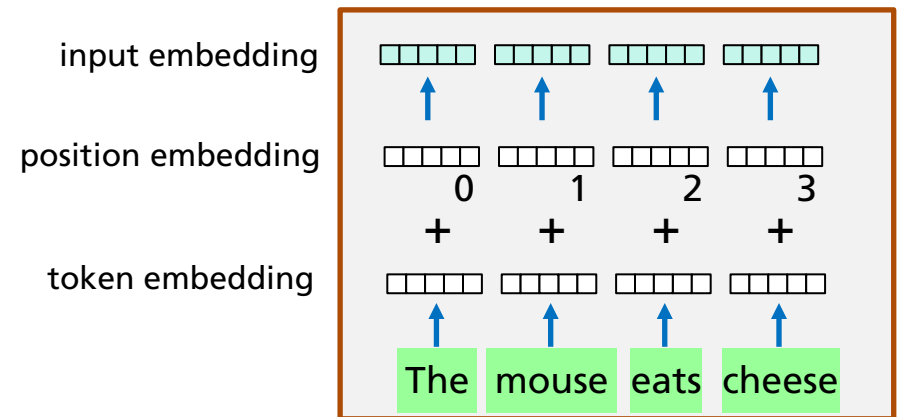 input embedding
position embedding
0 1 2 3
+ + + +
token embedding
The mouse eats cheese